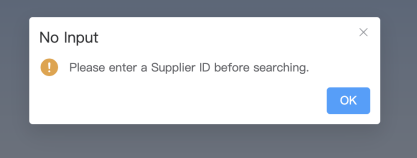 No Input
Please enter a Supplier ID before searching.
OK